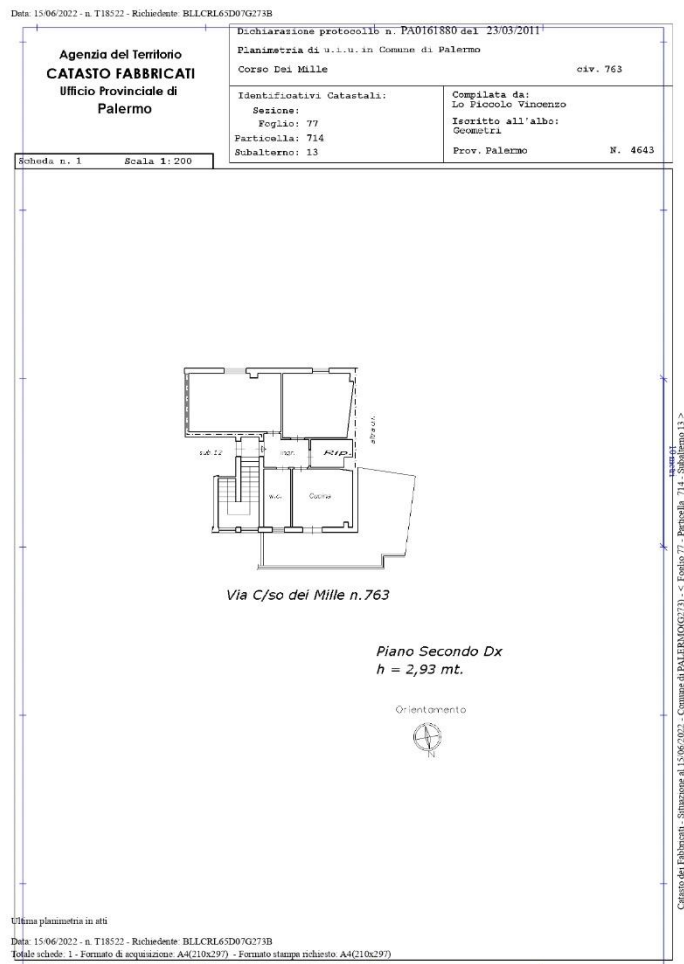 Data: 15/06/2022 - n. T18522 - Richiedente: BLLCRL65D07G273B
Agenzia del Territorio
CATASTO FABBRICATI
Ufficio Provinciale di
Palermo
Scheda n. 1 Scala 1:200
Dichiarazione protocollo n. PA0161880 del 23/03/2011
Planimetria di u.i.u. in Comune di Palermo
Corso Dei Mille civ. 763
Identificativi Catastali:
Sezione:
Foglio: 77
Particella: 714
Subalterno: 13
Compilata da:
Lo Piccolo Vincenzo
Iscritto all'albo:
Geometri
Prov. Palermo N. 4643
altra u.i.
sub.12
ingr.
Rip.
w.c.
Cucina
Via C/so dei Mille n.763
Piano Secondo Dx
h = 2,93 mt.
Orientamento
N
10 metri
Catasto dei Fabbricati - Situazione al 15/06/2022 - Comune di PALERMO(G273) - < Foglio 77 - Particella 714 - Subalterno 13 >
Ultima planimetria in atti
Data: 15/06/2022 - n. T18522 - Richiedente: BLLCRL65D07G273B
Totale schede: 1 - Formato di acquisizione: A4(210x297) - Formato stampa richiesto: A4(210x297)